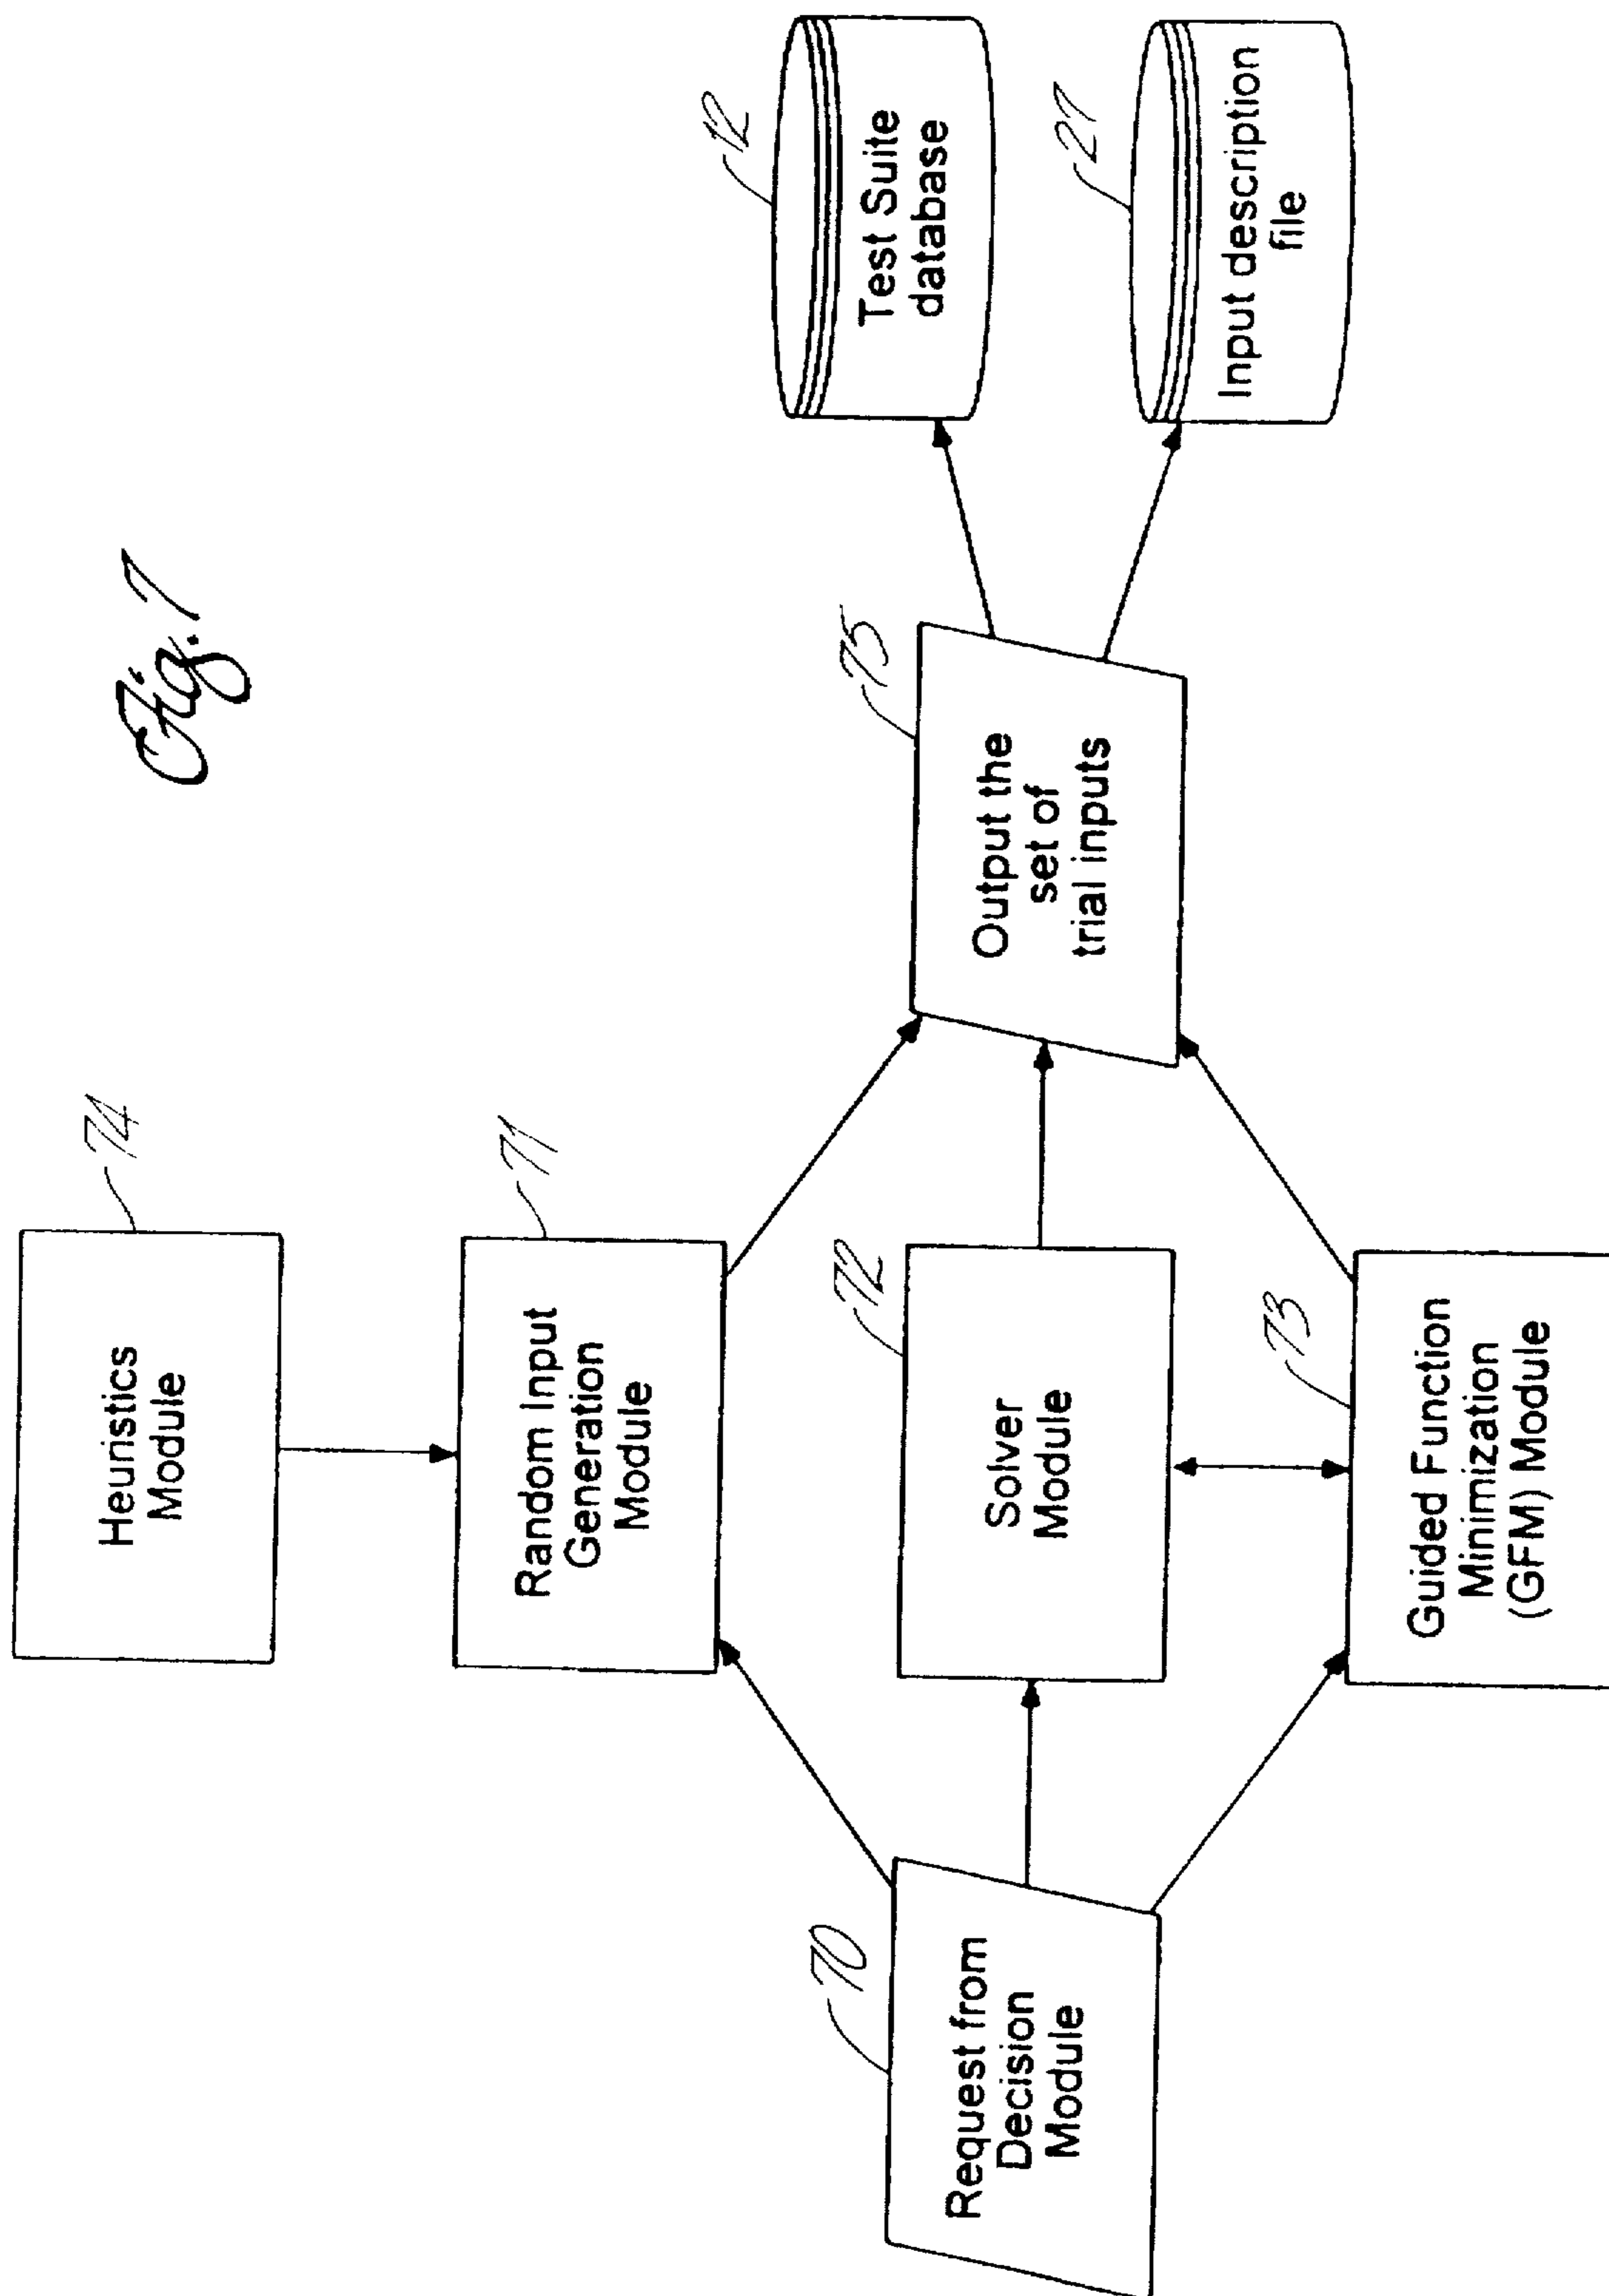 Fig. 7
74
Heuristics
Module
71
Random Input
Generation
Module
70
Request from
Decision
Module
72
Solver
Module
73
Guided Function
Minimization
(GFM) Module
75
Output the
set of
trial inputs
12
Test Suite
database
21
Input description
file